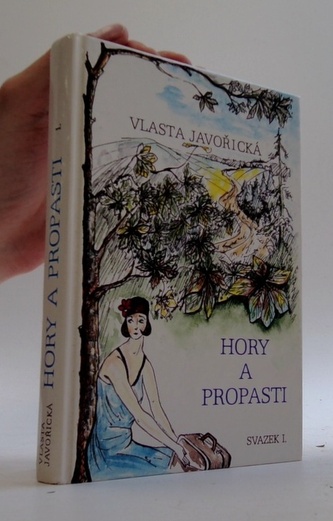 VLASTA JAVOŘICKÁ
HORY
A
PROPASTI
SVAZEK I.
VLASTA
JAVOŘICKÁ
HORY A PROPASTI
I.